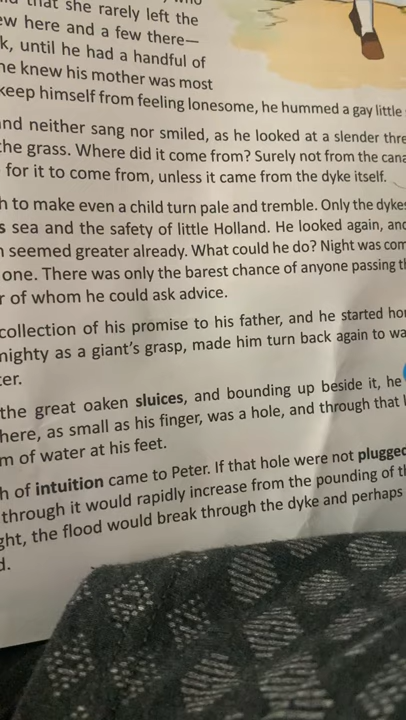 that she rarely left the
here and a few there—
k, until he had a handful of
he knew his mother was most
keep himself from feeling lonesome, he hummed a gay little
nd neither sang nor smiled, as he looked at a slender thre
the grass. Where did it come from? Surely not from the cana
for it to come from, unless it came from the dyke itself.
h to make even a child turn pale and tremble. Only the dykes
s sea and the safety of little Holland. He looked again, and
seemed greater already. What could he do? Night was com
one. There was only the barest chance of anyone passing th
r of whom he could ask advice.
collection of his promise to his father, and he started ho
mighty as a giant's grasp, made him turn back again to wa
ter.
the great oaken sluices, and bounding up beside it, he
here, as small as his finger, was a hole, and through that
m of water at his feet.
h of intuition came to Peter. If that hole were not plugged
through it would rapidly increase from the pounding of th
ght, the flood would break through the dyke and perhaps
d.